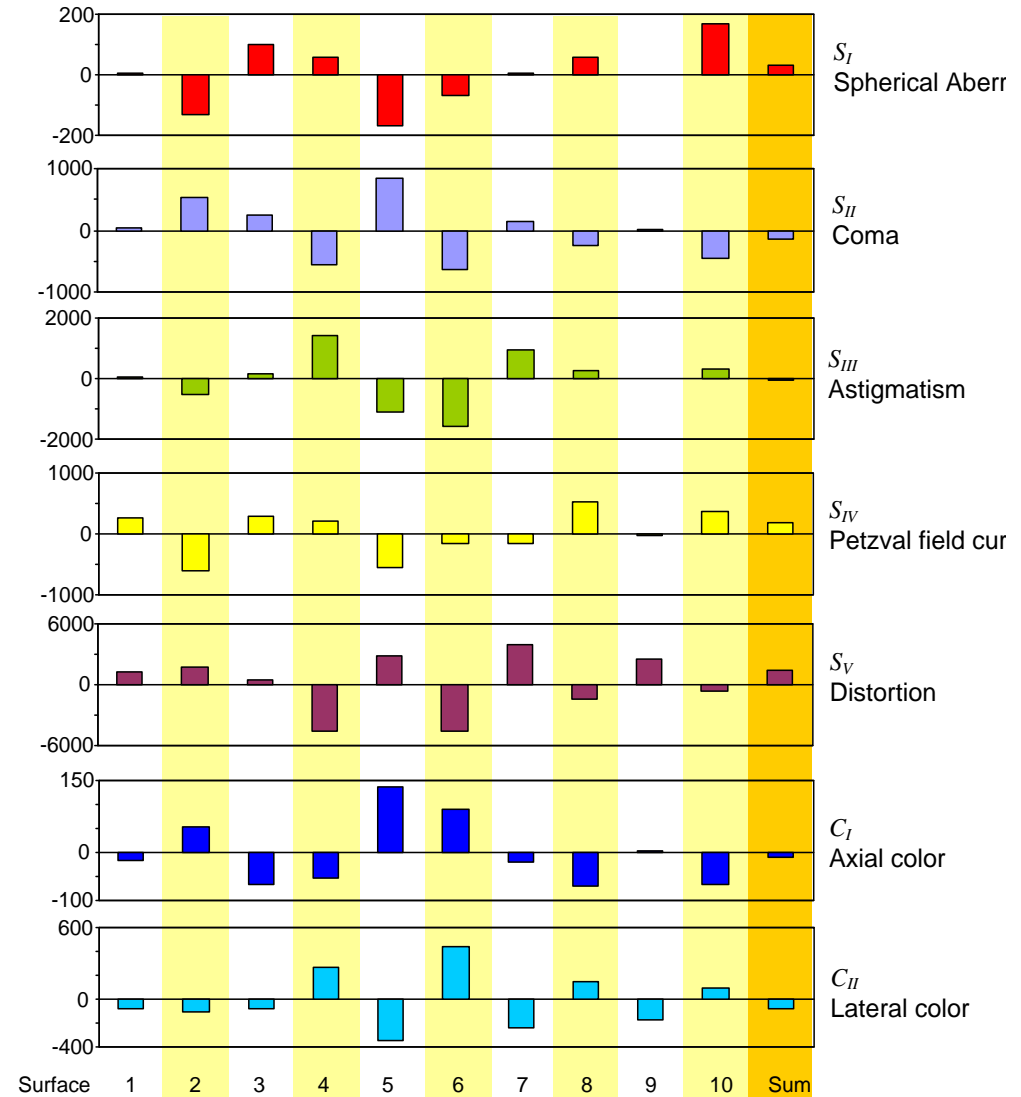 200
0
-200
S_I
Spherical Aberr
1000
0
-1000
S_II
Coma
2000
0
-2000
S_III
Astigmatism
1000
0
-1000
S_IV
Petzval field cur
6000
0
-6000
S_V
Distortion
150
0
-100
C_I
Axial color
600
0
-400
C_II
Lateral color
Surface 1 2 3 4 5 6 7 8 9 10 Sum